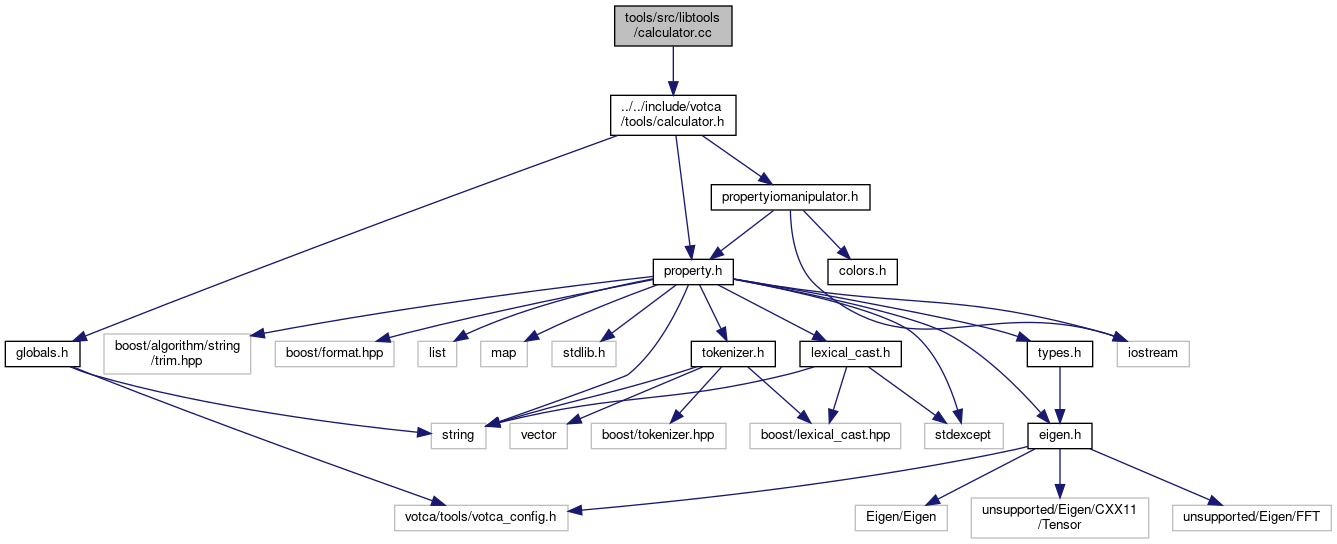 tools/src/libtools
/calculator.cc
../../include/votca
/tools/calculator.h
propertyiomanipulator.h
property.h
colors.h
globals.h
boost/algorithm/string
/trim.hpp
boost/format.hpp
list
map
stdlib.h
tokenizer.h
lexical_cast.h
types.h
iostream
string
vector
boost/tokenizer.hpp
boost/lexical_cast.hpp
stdexcept
eigen.h
votca/tools/votca_config.h
Eigen/Eigen
unsupported/Eigen/CXX11
/Tensor
unsupported/Eigen/FFT